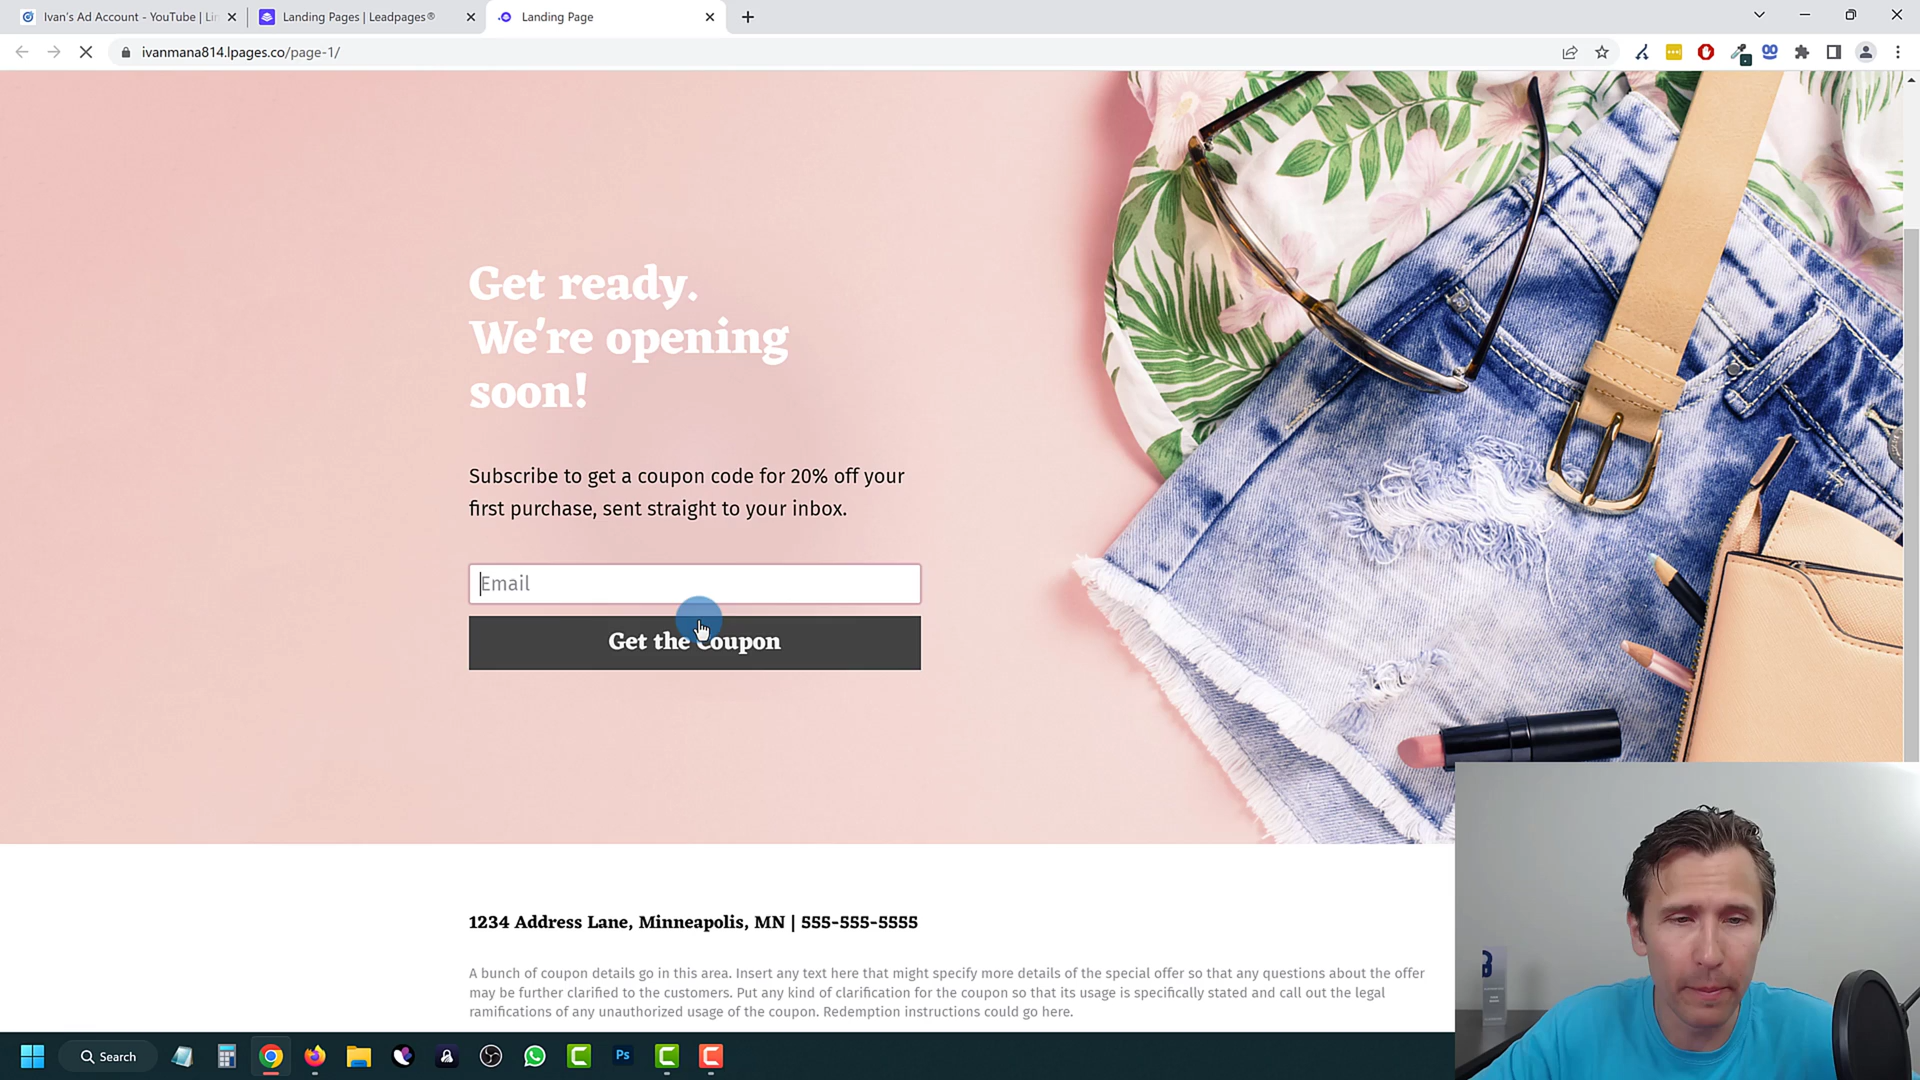 Ivan's Ad Account - YouTube | Lin
Landing Pages | Leadpages®
Landing Page
ivanmana814.lpages.co/page-1/
Get ready.
We're opening
soon!
Subscribe to get a coupon code for 20% off your
first purchase, sent straight to your inbox.
Email
Get the Coupon
1234 Address Lane, Minneapolis, MN | 555-555-5555
A bunch of coupon details go in this area. Insert any text here that might specify more details of the special offer so that any questions about the offer
may be further clarified to the customers. Put any kind of clarification for the coupon so that its usage is specifically stated and call out the legal
ramifications of any unauthorized usage of the coupon. Redemption instructions could go here.
Search
Ps